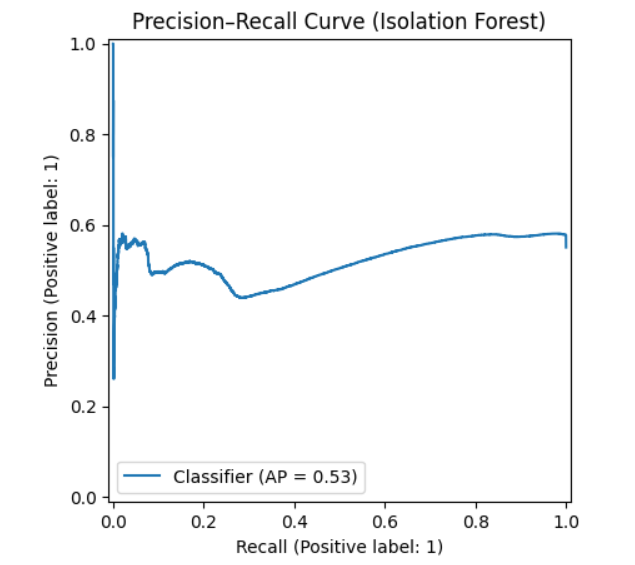 Precision–Recall Curve (Isolation Forest)
1.0
0.8
0.6
0.4
0.2
0.0
Precision (Positive label: 1)
Classifier (AP = 0.53)
0.0 0.2 0.4 0.6 0.8 1.0
Recall (Positive label: 1)